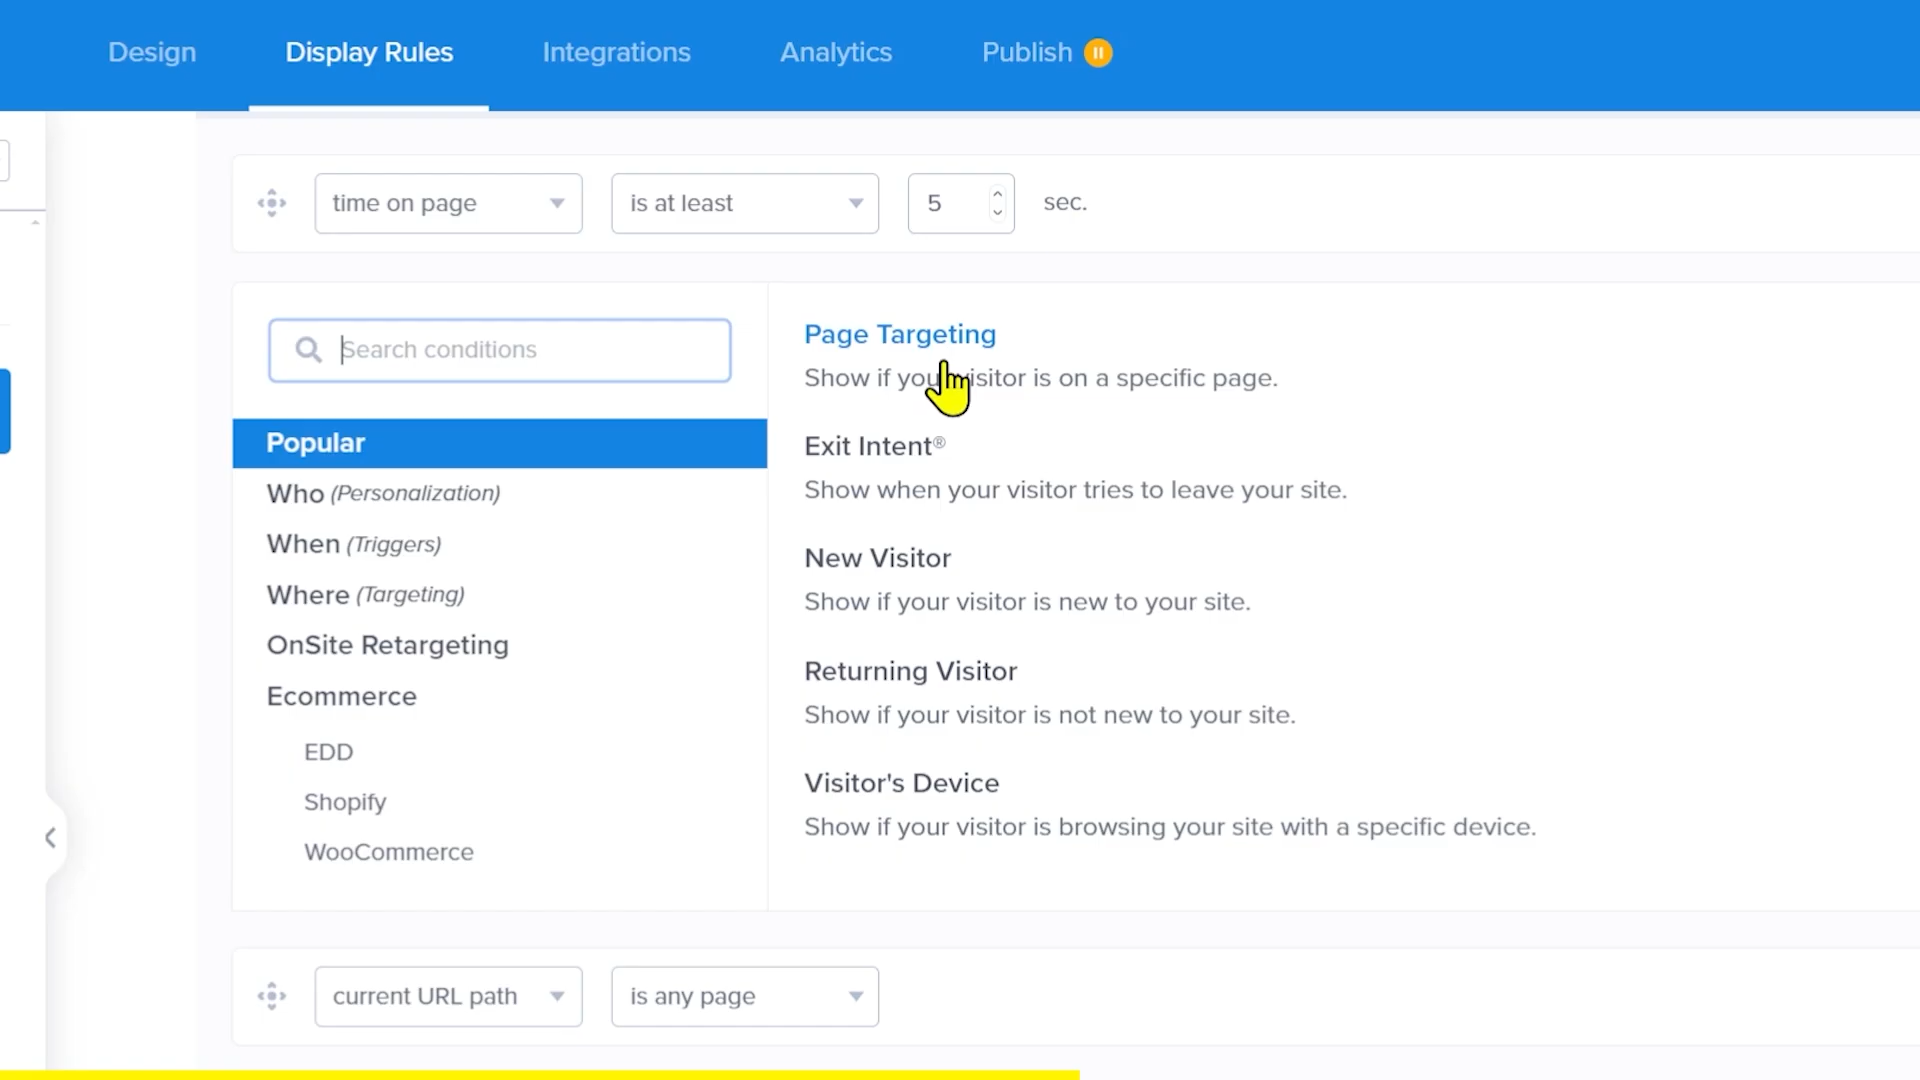 Design Display Rules Integrations Analytics Publish
time on page is at least 5 sec.
Search conditions
Popular
Who (Personalization)
When (Triggers)
Where (Targeting)
OnSite Retargeting
Ecommerce
EDD
Shopify
WooCommerce
Page Targeting
Show if your visitor is on a specific page.
Exit Intent®
Show when your visitor tries to leave your site.
New Visitor
Show if your visitor is new to your site.
Returning Visitor
Show if your visitor is not new to your site.
Visitor's Device
Show if your visitor is browsing your site with a specific device.
current URL path is any page